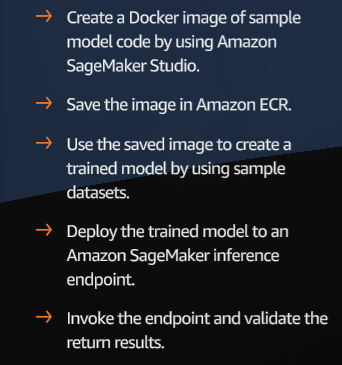 → Create a Docker image of sample
model code by using Amazon
SageMaker Studio.
→ Save the image in Amazon ECR.
→ Use the saved image to create a
trained model by using sample
datasets.
→ Deploy the trained model to an
Amazon SageMaker inference
endpoint.
→ Invoke the endpoint and validate the
return results.